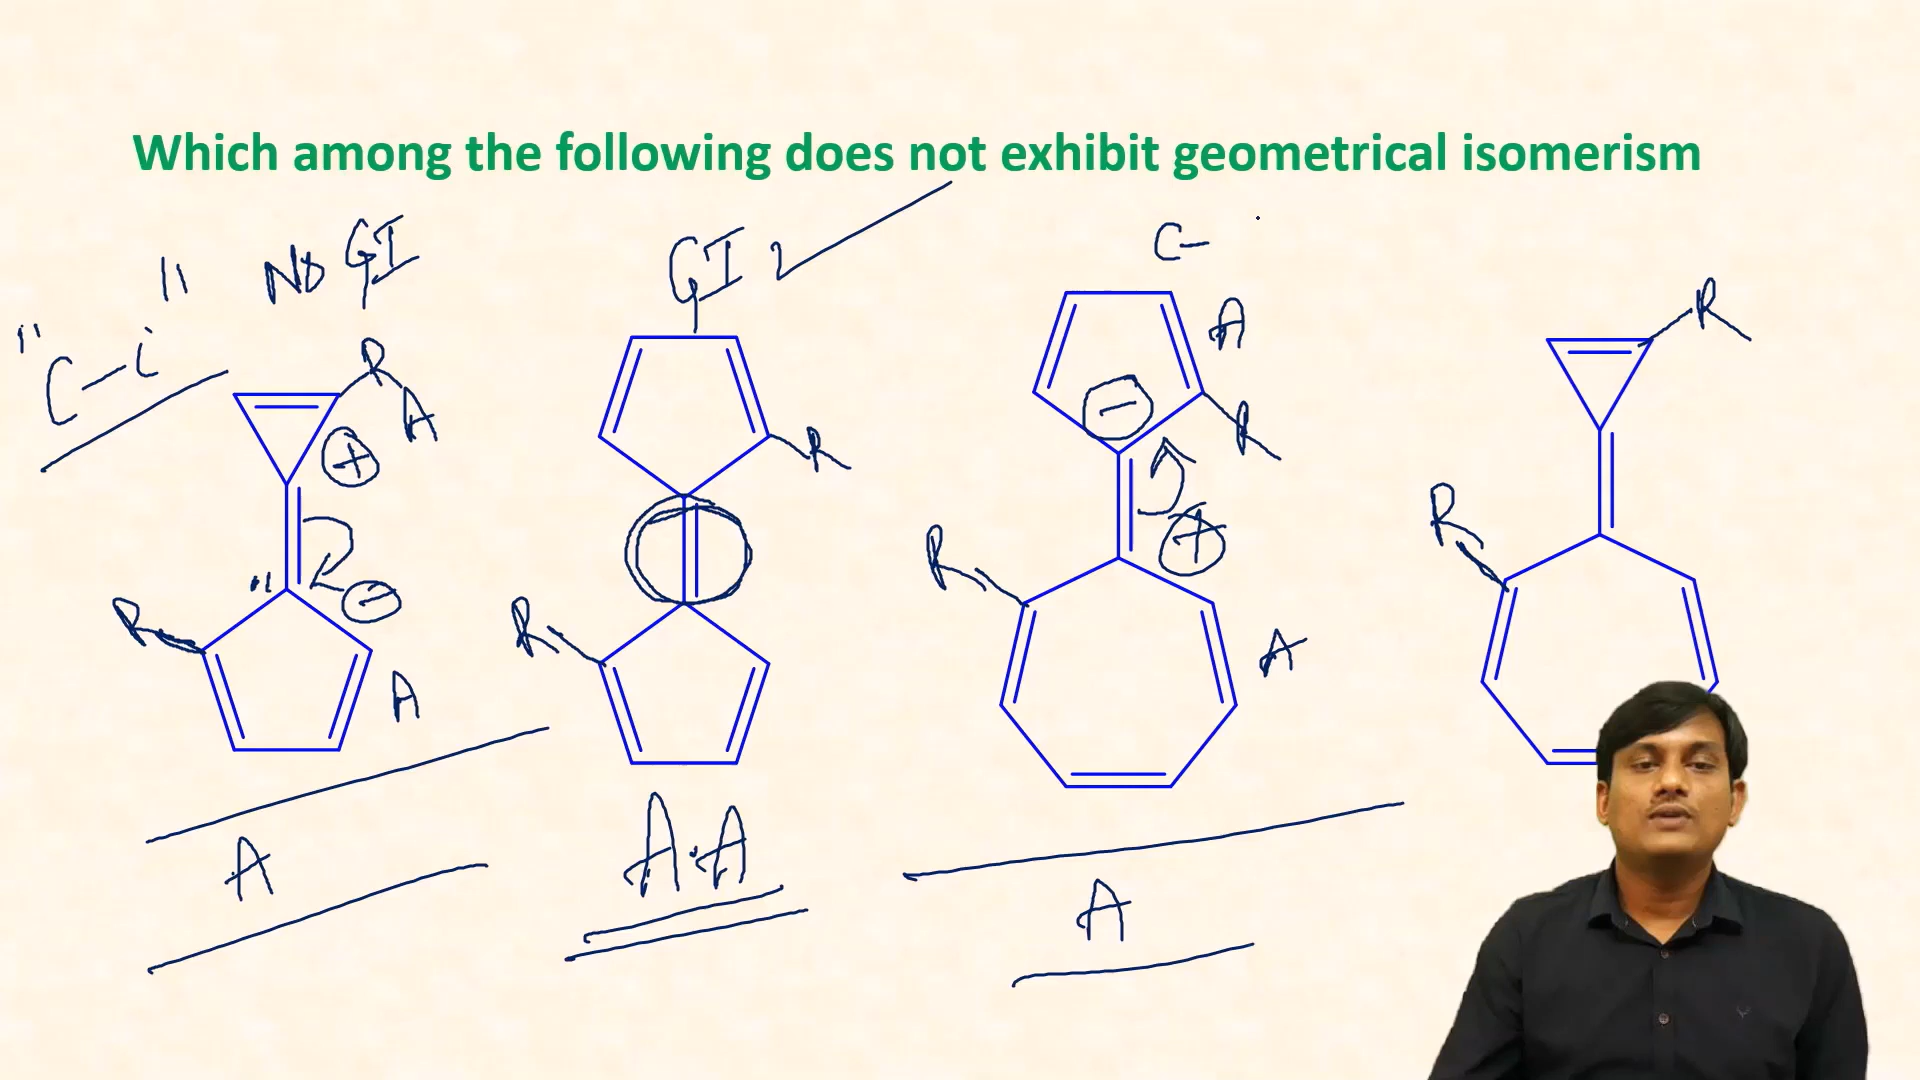 Which among the following does not exhibit geometrical isomerism
" No GI
GI
C-
" C-C
R
A
+
"
-
R
A
A
R
R
A.A
A
-
R
+
R
A
A
R
R